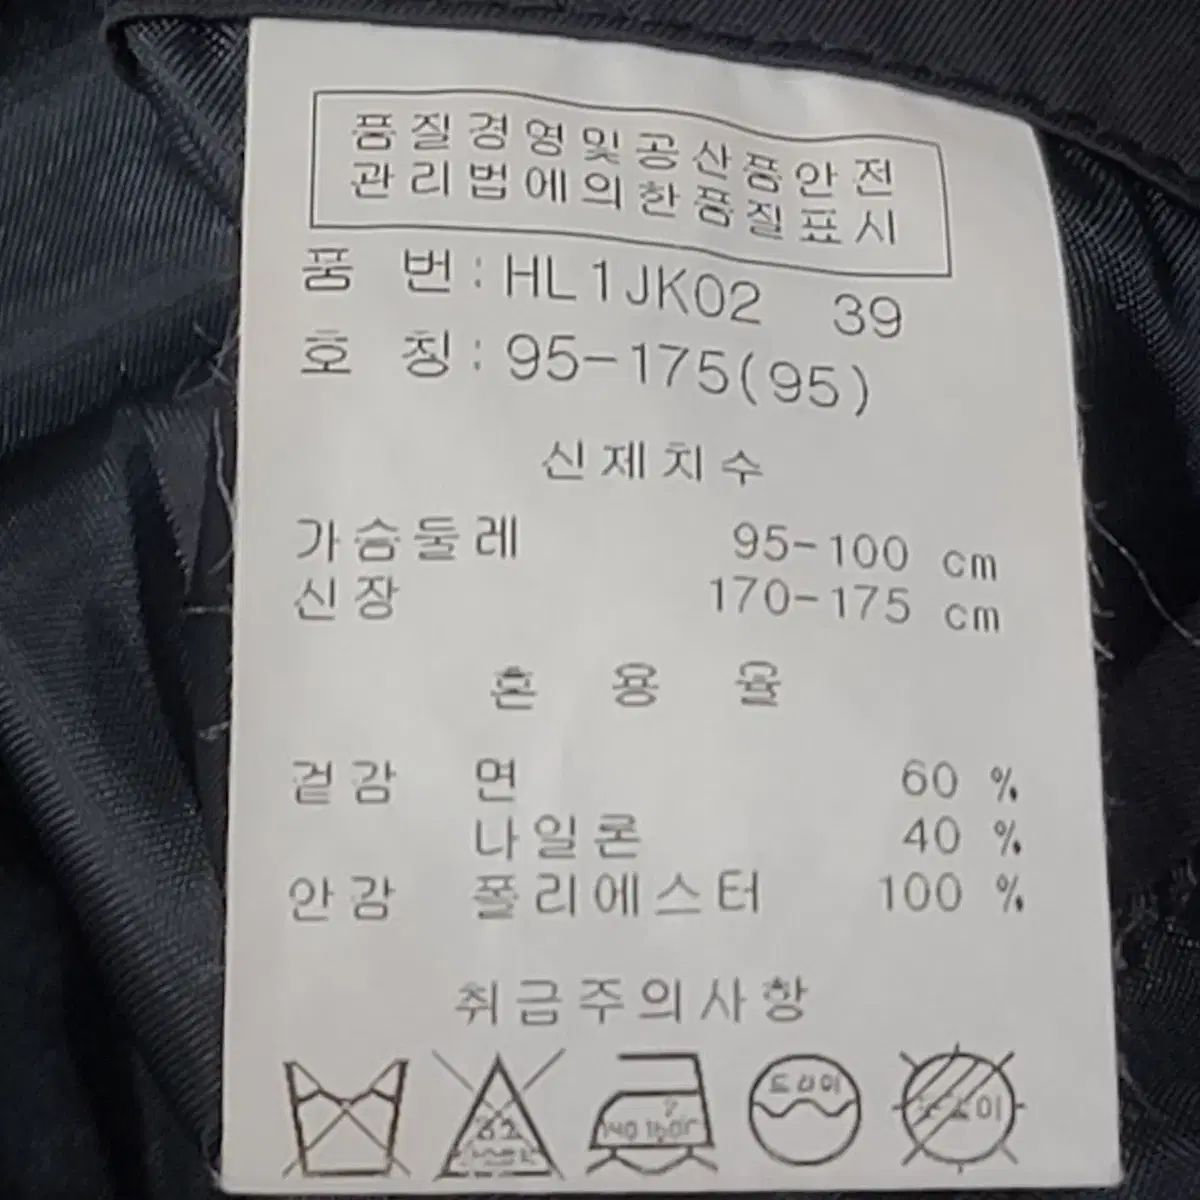 품질경영및공산품안전
관리법에의한품질표시
품 번 : HL1JK02 39
호 칭 : 95-175(95)
신제치수
가슴둘레 95-100 cm
신장 170-175 cm
혼 용 율
겉감 면 60 %
나일론 40 %
안감 폴리에스터 100 %
취급주의사항
드라이